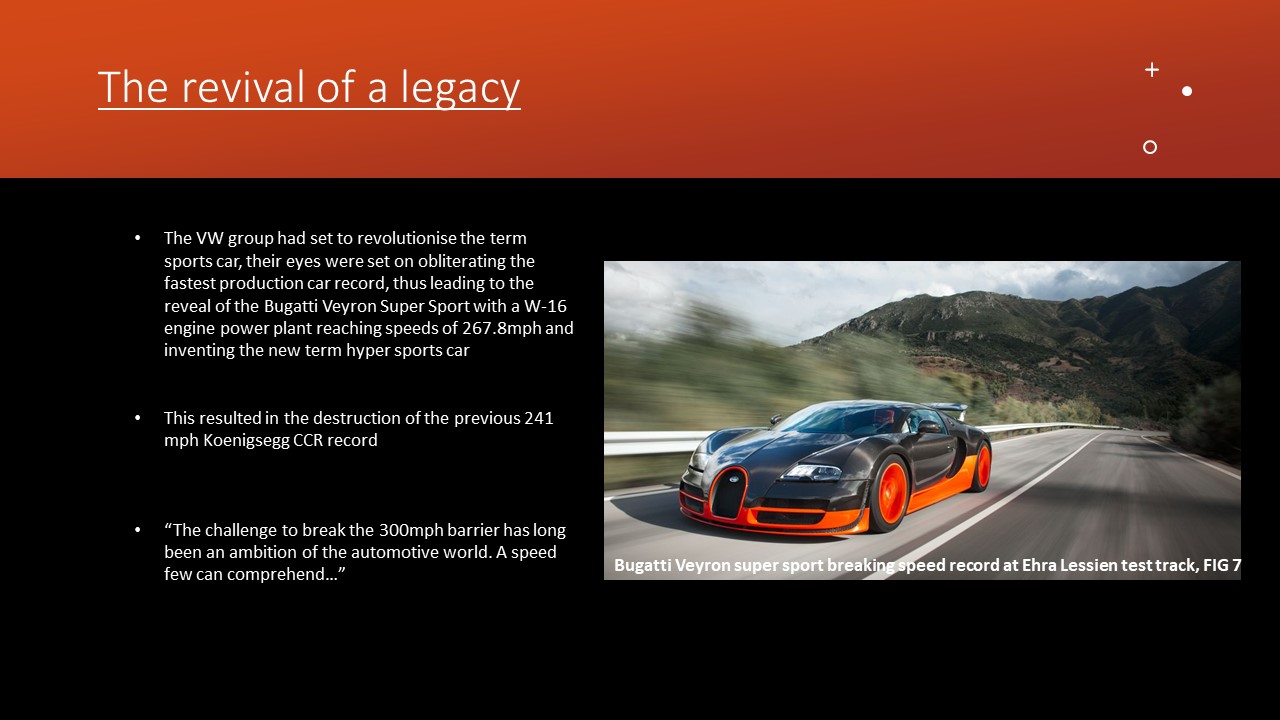 The revival of a legacy
• The VW group had set to revolutionise the term
sports car, their eyes were set on obliterating the
fastest production car record, thus leading to the
reveal of the Bugatti Veyron Super Sport with a W-16
engine power plant reaching speeds of 267.8mph and
inventing the new term hyper sports car
• This resulted in the destruction of the previous 241
mph Koenigsegg CCR record
• “The challenge to break the 300mph barrier has long
been an ambition of the automotive world. A speed
few can comprehend…”
Bugatti Veyron super sport breaking speed record at Ehra Lessien test track, FIG 7